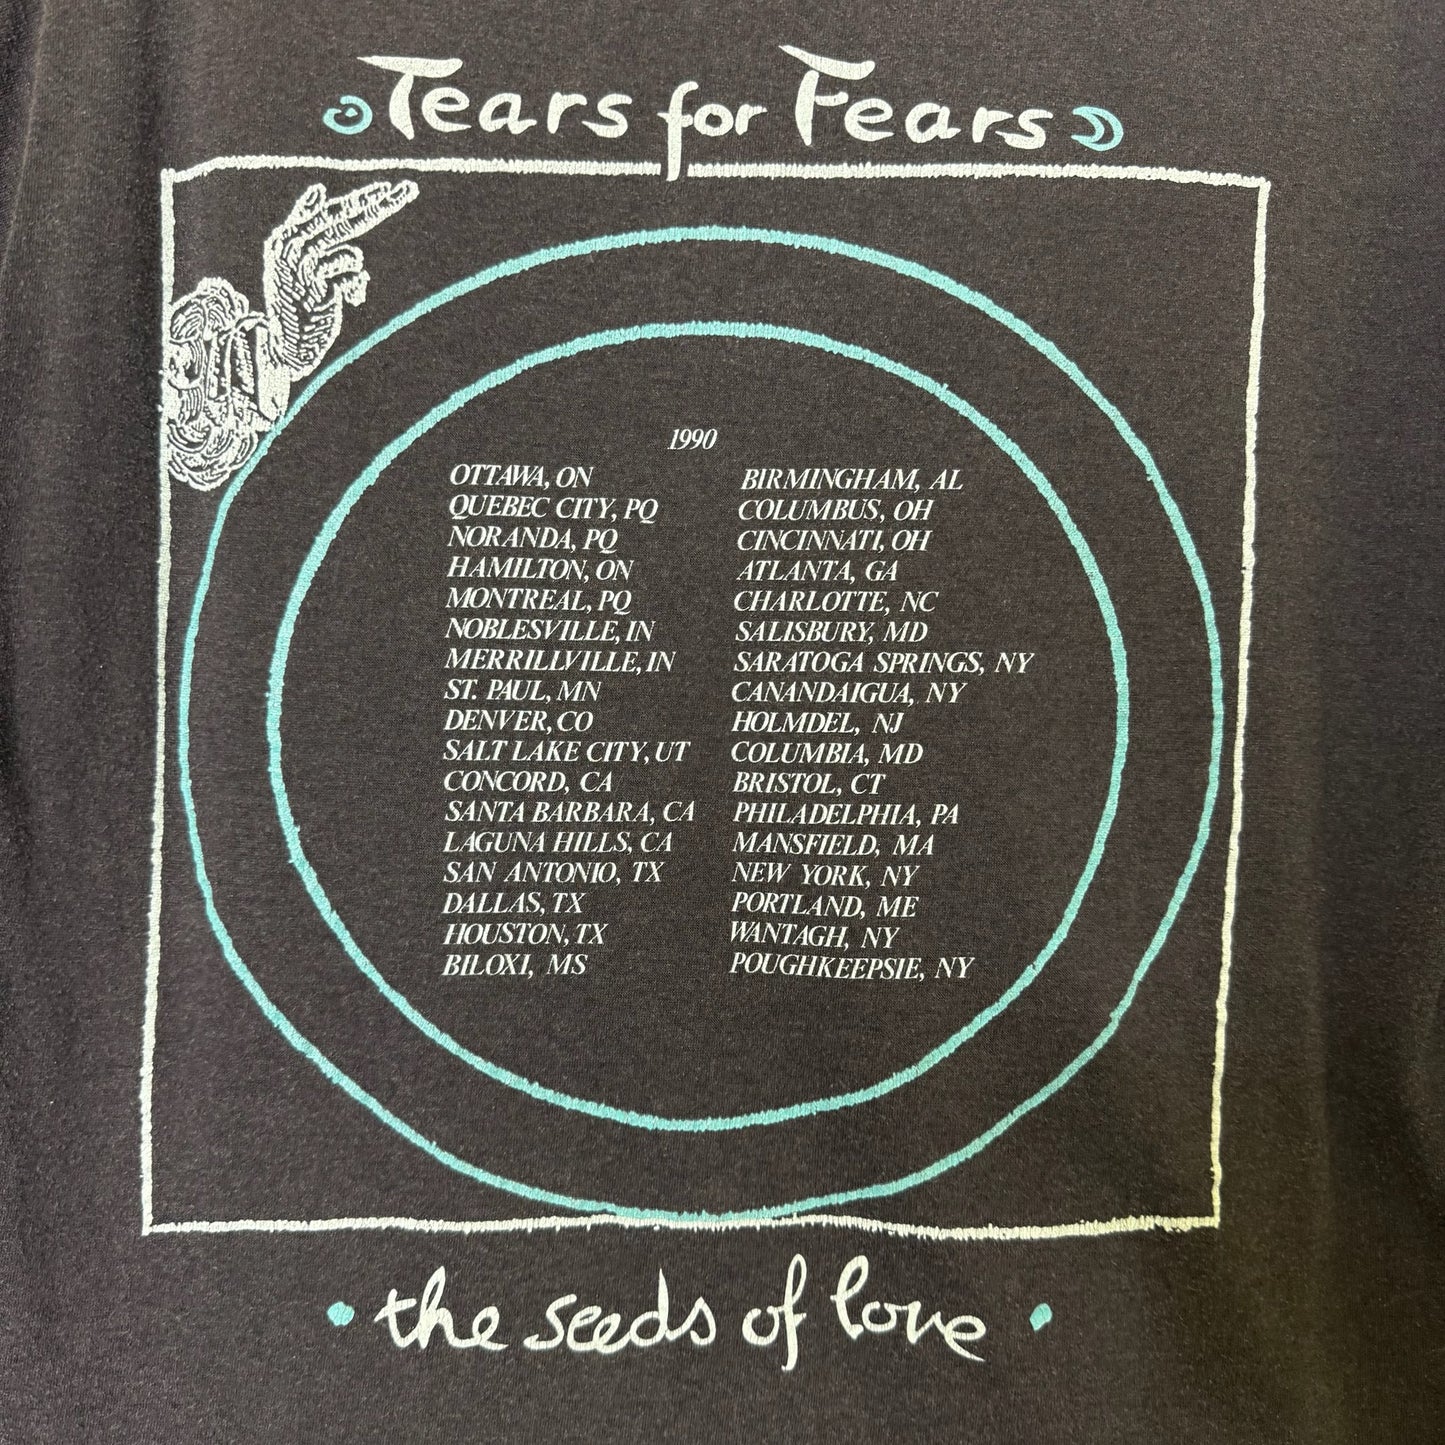 Tears for Fears
1990
OTTAWA, ON
QUEBEC CITY, PQ
NORANDA, PQ
HAMILTON, ON
MONTREAL, PQ
NOBLESVILLE, IN
MERRILLVILLE, IN
ST. PAUL, MN
DENVER, CO
SALT LAKE CITY, UT
CONCORD, CA
SANTA BARBARA, CA
LAGUNA HILLS, CA
SAN ANTONIO, TX
DALLAS, TX
HOUSTON, TX
BILOXI, MS
BIRMINGHAM, AL
COLUMBUS, OH
CINCINNATI, OH
ATLANTA, GA
CHARLOTTE, NC
SALISBURY, MD
SARATOGA SPRINGS, NY
CANANDAIGUA, NY
HOLMDEL, NJ
COLUMBIA, MD
BRISTOL, CT
PHILADELPHIA, PA
MANSFIELD, MA
NEW YORK, NY
PORTLAND, ME
WANTAGH, NY
POUGHKEEPSIE, NY
• the seeds of love •